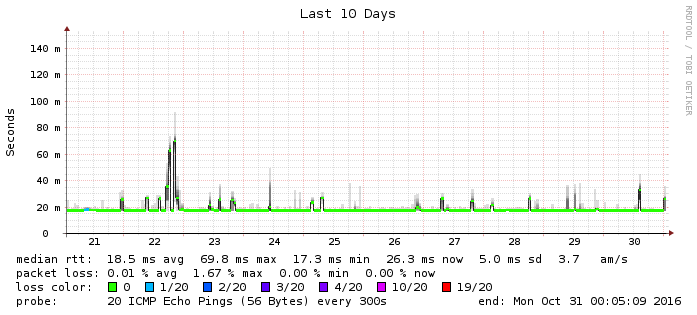 Last 10 Days
RRDTOOL / TOBI OETIKER
Seconds
140 m
120 m
100 m
80 m
60 m
40 m
20 m
0
21 22 23 24 25 26 27 28 29 30
median rtt: 18.5 ms avg 69.8 ms max 17.3 ms min 26.3 ms now 5.0 ms sd 3.7 am/s
packet loss: 0.01 % avg 1.67 % max 0.00 % min 0.00 % now
loss color: 0 1/20 2/20 3/20 4/20 10/20 19/20
probe: 20 ICMP Echo Pings (56 Bytes) every 300s end: Mon Oct 31 00:05:09 2016